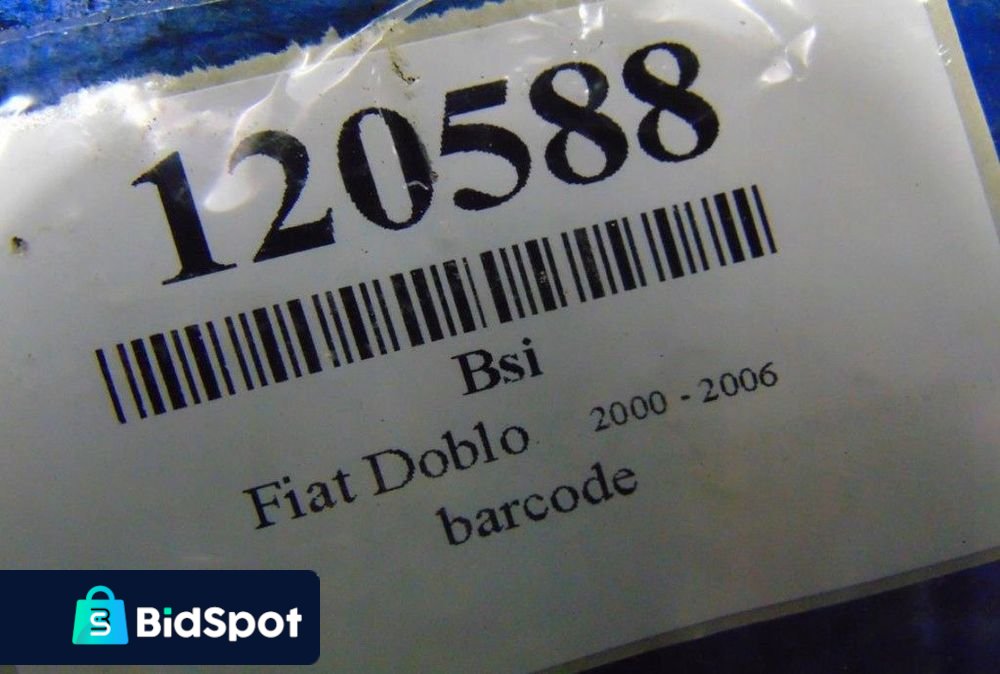 120588
Bsi
Fiat Doblo 2000 - 2006
barcode
BidSpot